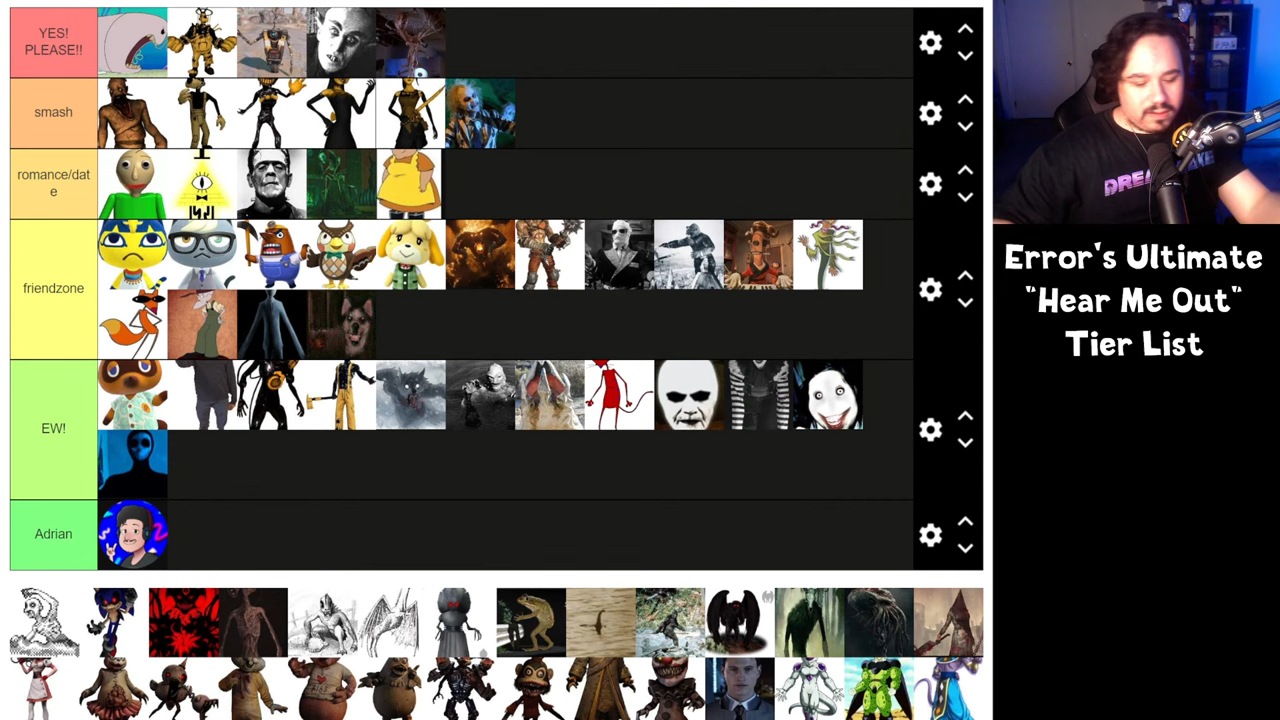 YES!
PLEASE!!
smash
romance/dat
e
friendzone
EW!
Adrian
Error's Ultimate
"Hear Me Out"
Tier List